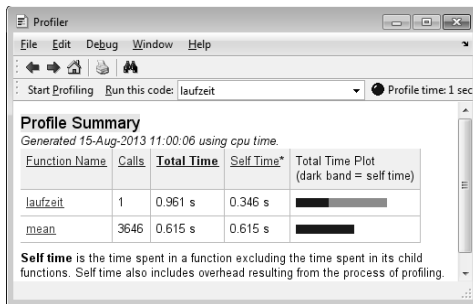 Profiler
File Edit Debug Window Help
Start Profiling Run this code: laufzeit Profile time: 1 sec
Profile Summary
Generated 15-Aug-2013 11:00:06 using cpu time.
Function Name Calls Total Time Self Time* Total Time Plot
(dark band = self time)
laufzeit 1 0.961 s 0.346 s
mean 3646 0.615 s 0.615 s
Self time is the time spent in a function excluding the time spent in its child
functions. Self time also includes overhead resulting from the process of profiling.